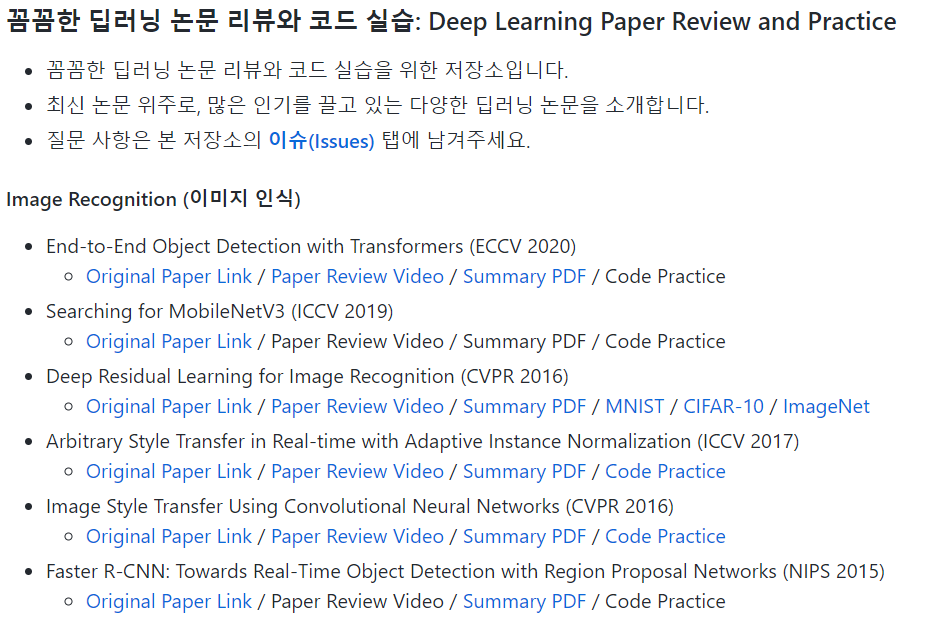 꼼꼼한 딥러닝 논문 리뷰와 코드 실습: Deep Learning Paper Review and Practice
꼼꼼한 딥러닝 논문 리뷰와 코드 실습을 위한 저장소입니다.
최신 논문 위주로, 많은 인기를 끌고 있는 다양한 딥러닝 논문을 소개합니다.
질문 사항은 본 저장소의 이슈(Issues) 탭에 남겨주세요.
Image Recognition (이미지 인식)
End-to-End Object Detection with Transformers (ECCV 2020)
Original Paper Link / Paper Review Video / Summary PDF / Code Practice
Searching for MobileNetV3 (ICCV 2019)
Original Paper Link / Paper Review Video / Summary PDF / Code Practice
Deep Residual Learning for Image Recognition (CVPR 2016)
Original Paper Link / Paper Review Video / Summary PDF / MNIST / CIFAR-10 / ImageNet
Arbitrary Style Transfer in Real-time with Adaptive Instance Normalization (ICCV 2017)
Original Paper Link / Paper Review Video / Summary PDF / Code Practice
Image Style Transfer Using Convolutional Neural Networks (CVPR 2016)
Original Paper Link / Paper Review Video / Summary PDF / Code Practice
Faster R-CNN: Towards Real-Time Object Detection with Region Proposal Networks (NIPS 2015)
Original Paper Link / Paper Review Video / Summary PDF / Code Practice